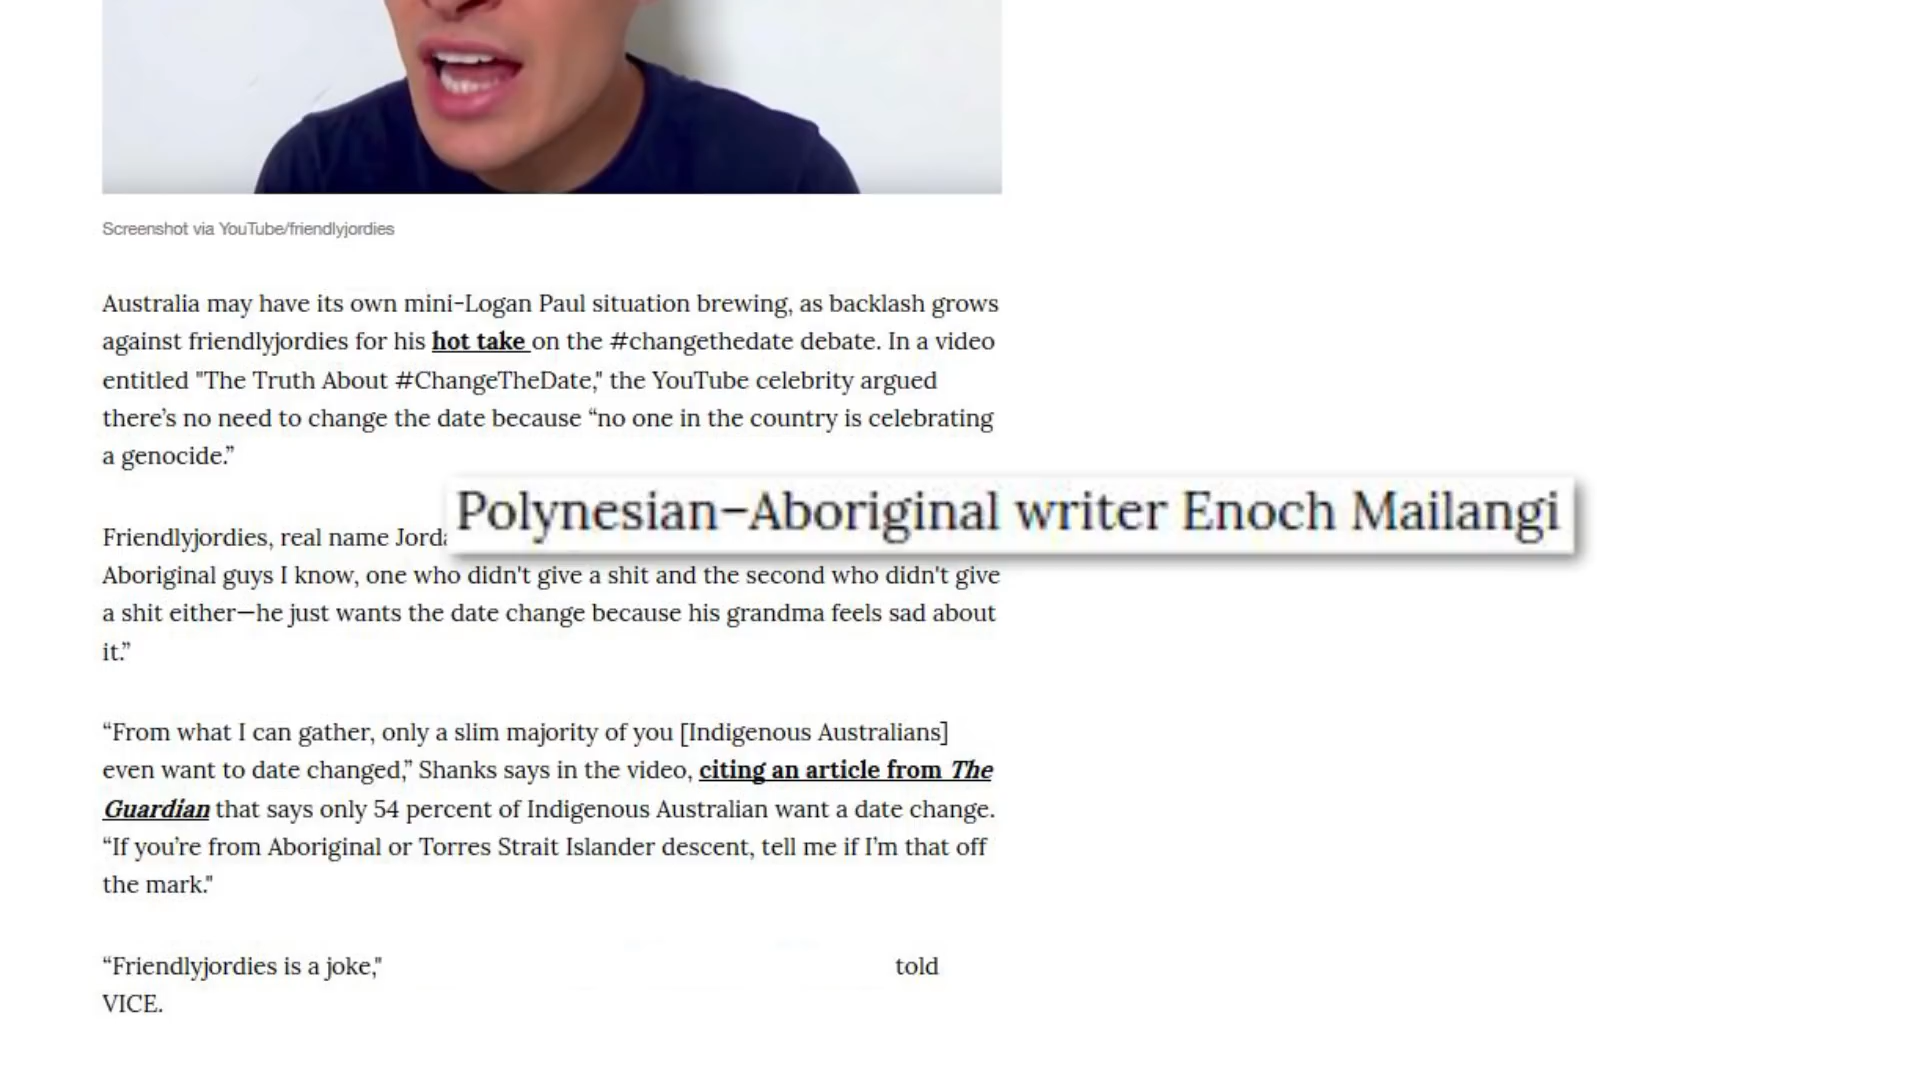 Screenshot via YouTube/friendlyjordies
Australia may have its own mini-Logan Paul situation brewing, as backlash grows
against friendlyjordies for his hot take on the #changethedate debate. In a video
entitled "The Truth About #ChangeTheDate," the YouTube celebrity argued
there’s no need to change the date because “no one in the country is celebrating
a genocide.”
Polynesian–Aboriginal writer Enoch Mailangi
Friendlyjordies, real name
Aboriginal guys I know, one who didn't give a shit and the second who didn't give
a shit either—he just wants the date change because his grandma feels sad about
it.”
“From what I can gather, only a slim majority of you [Indigenous Australians]
even want to date changed,” Shanks says in the video, citing an article from The
Guardian that says only 54 percent of Indigenous Australian want a date change.
“If you’re from Aboriginal or Torres Strait Islander descent, tell me if I’m that off
the mark."
“Friendlyjordies is a joke," told
VICE.